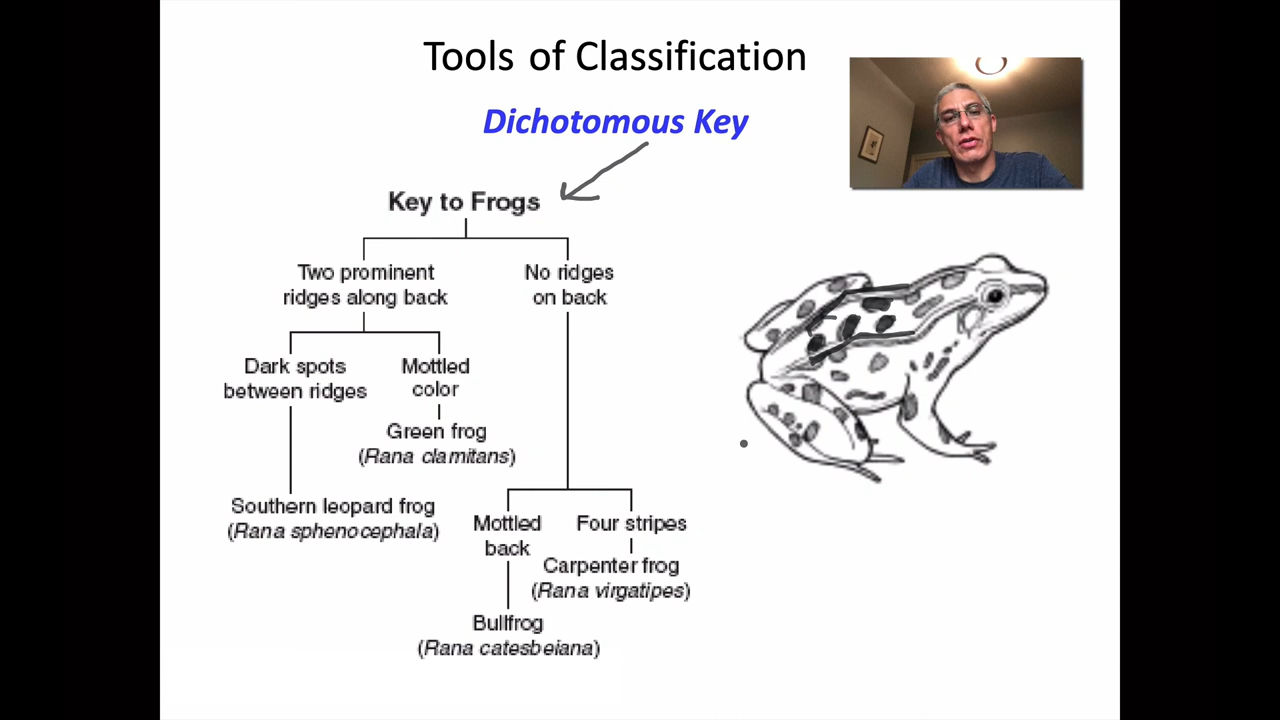 Tools of Classification
Dichotomous Key
Key to Frogs
Two prominent
ridges along back
No ridges
on back
Dark spots
between ridges
Mottled
color
Green frog
(Rana clamitans)
Southern leopard frog
(Rana sphenocephala)
Mottled
back
Four stripes
Carpenter frog
(Rana virgatipes)
Bullfrog
(Rana catesbeiana)